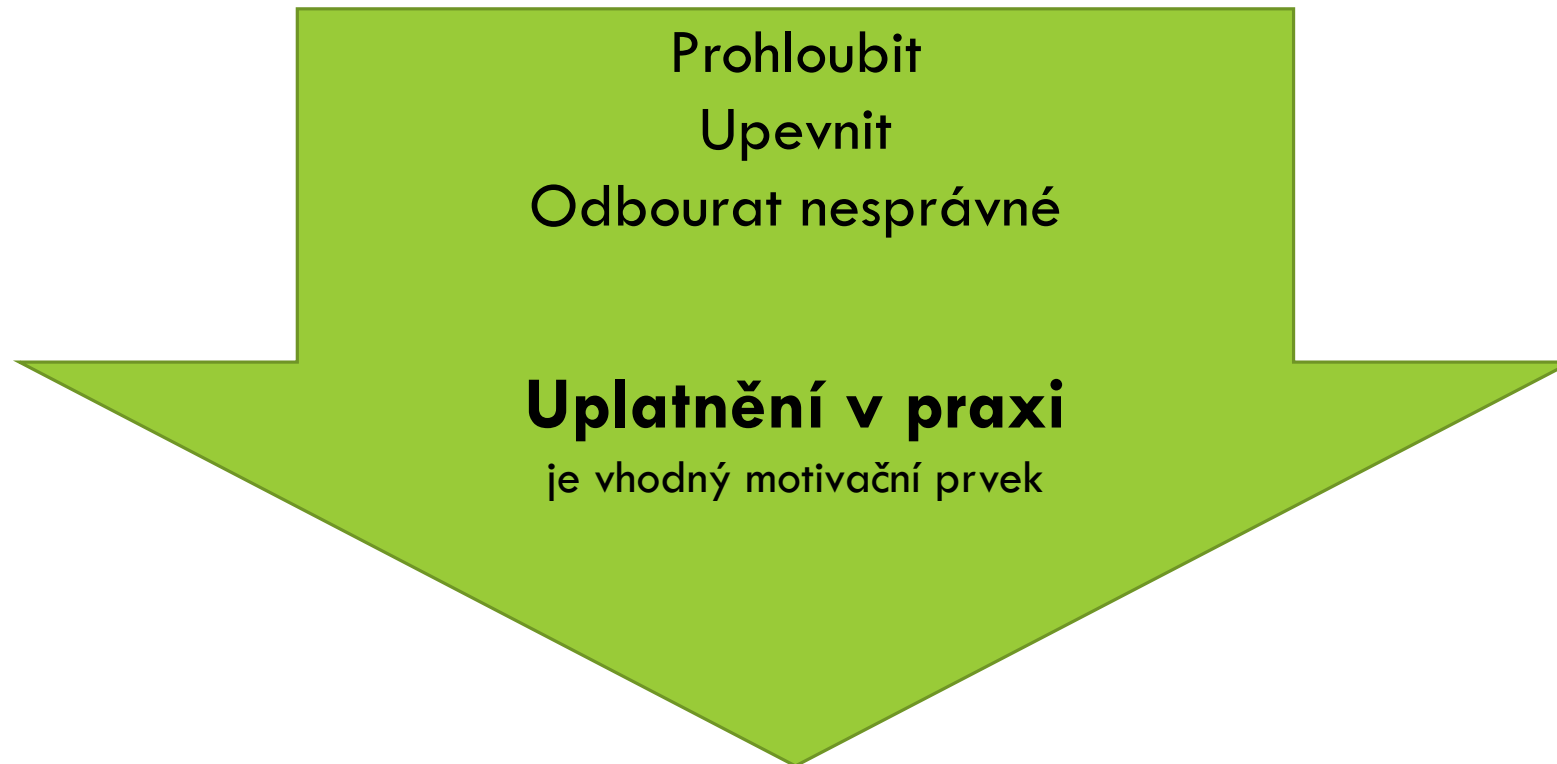 Prohloubit
Upevnit
Odbourat nesprávné
Uplatnění v praxi
je vhodný motivační prvek